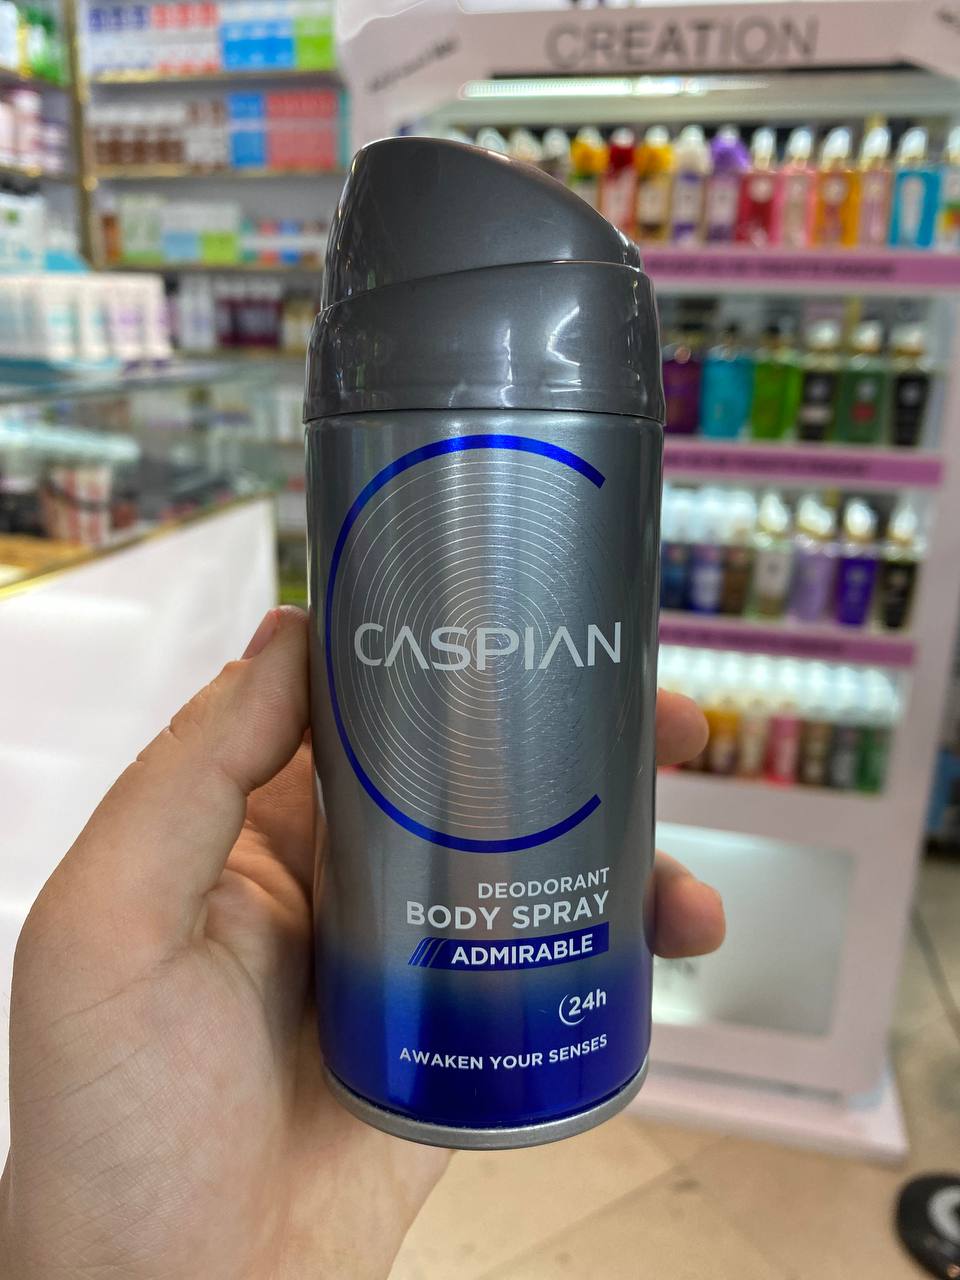 CREATION
CASPIAN
DEODORANT
BODY SPRAY
ADMIRABLE
24h
AWAKEN YOUR SENSES